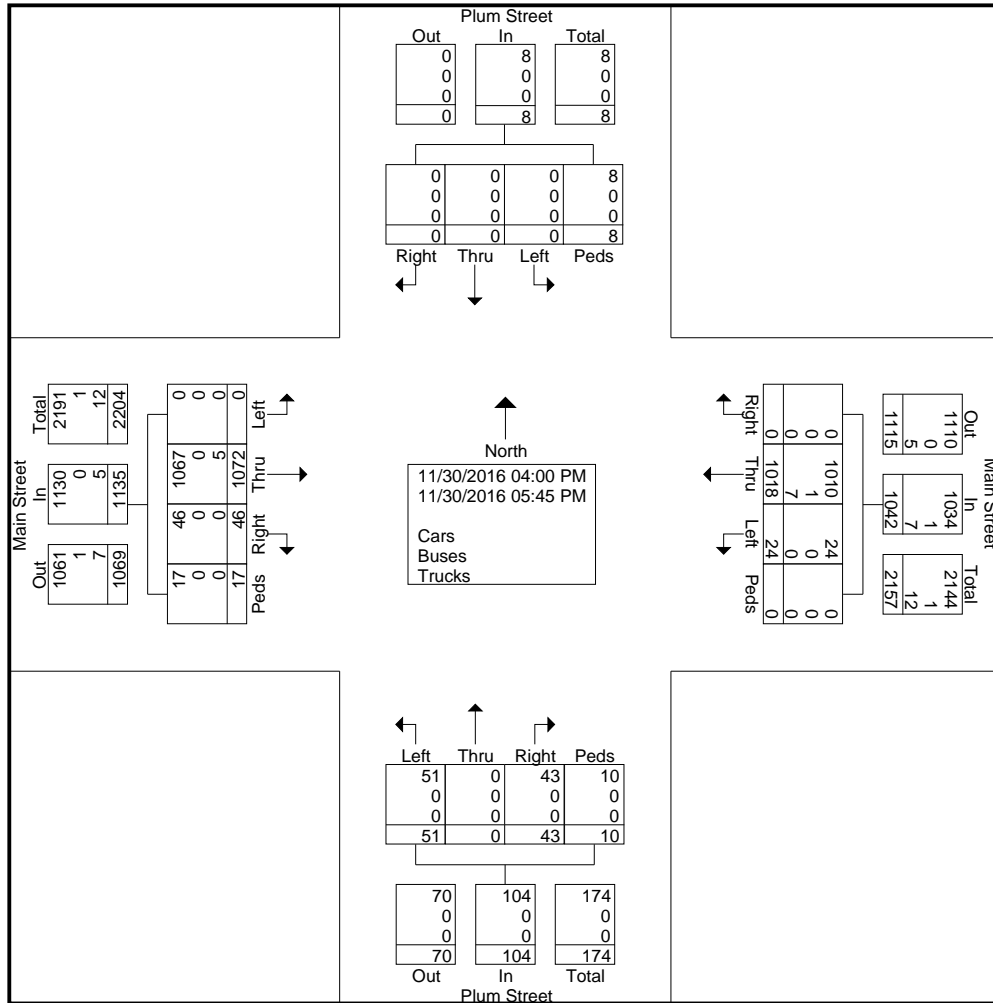 Plum Street
Out In Total
0 8 8
0 0 0
0 0 0
0 8 8
0 0 0 8
0 0 0 0
0 0 0 0
0 0 0 8
Right Thru Left Peds
Main Street
Total In Out
2191 1130 1061
1 0 1
12 5 7
2204 1135 1069
0 1067 46 17
0 0 0 0
0 5 0 0
0 1072 46 17
Left Thru Right Peds
North
11/30/2016 04:00 PM
11/30/2016 05:45 PM
Cars
Buses
Trucks
Right Thru Left Peds
0 1010 24 0
0 1 0 0
0 7 0 0
0 1018 24 0
Out In Total
1110 1034 2144
0 1 1
5 7 12
1115 1042 2157
Main Street
Left Thru Right Peds
51 0 43 10
0 0 0 0
0 0 0 0
51 0 43 10
70 104 174
0 0 0
0 0 0
70 104 174
Out In Total
Plum Street